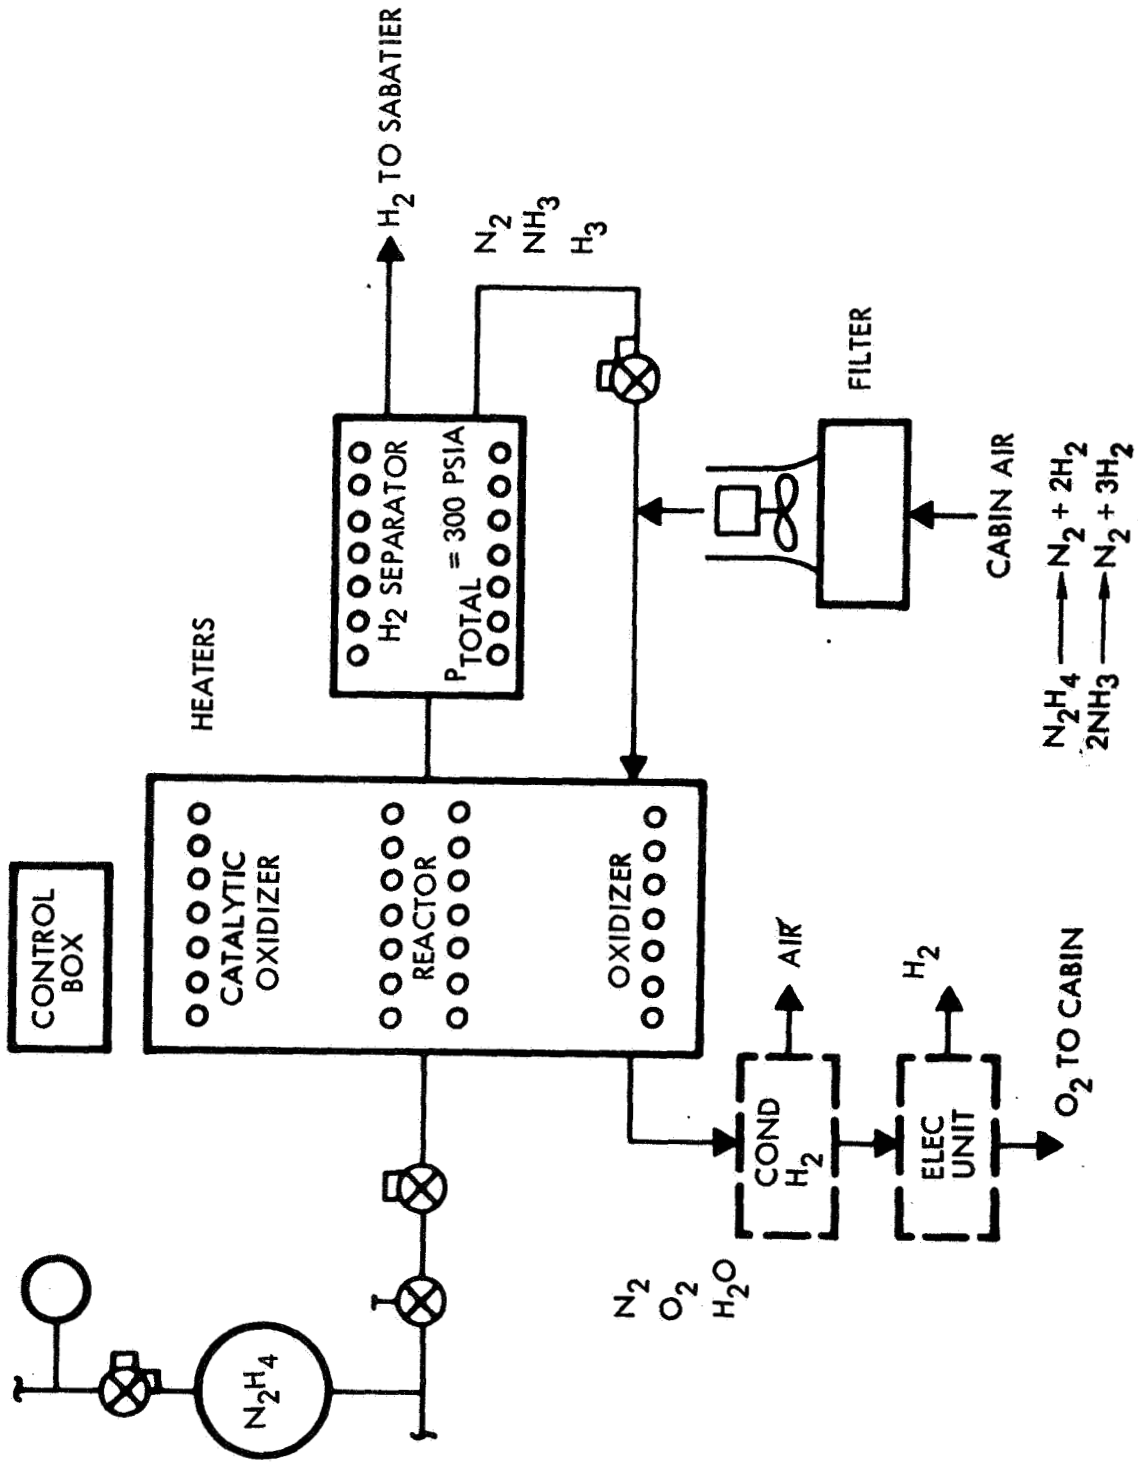 CONTROL
BOX
HEATERS
H₂ TO SABATIER
CATALYTIC
OXIDIZER
N₂H₄
REACTOR
H₂ SEPARATOR
P_TOTAL = 300 PSIA
N₂
NH₃
H₃
OXIDIZER
N₂
O₂
H₂O
COND
H₂
AIR
FILTER
ELEC
UNIT
H₂
CABIN AIR
O₂ TO CABIN
N₂H₄ → N₂ + 2H₂
2NH₃ → N₂ + 3H₂